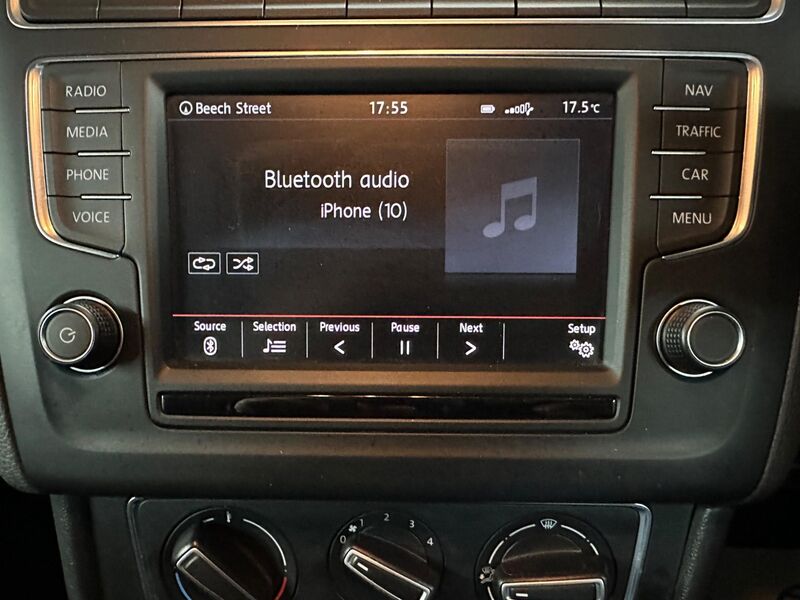 RADIO
MEDIA
PHONE
VOICE
Beech Street 17:55 17.5°C
Bluetooth audio
iPhone (10)
Source Selection Previous Pause Next Setup
NAV
TRAFFIC
CAR
MENU
1 2 3 4